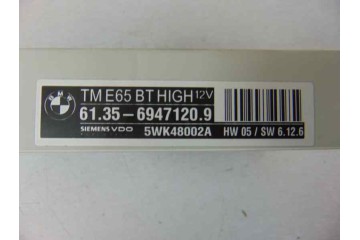 TM E65 BT HIGH 12V
61.35-6947120.9
SIEMENS VDO 5WK48002A HW 05 / SW 6.12.6